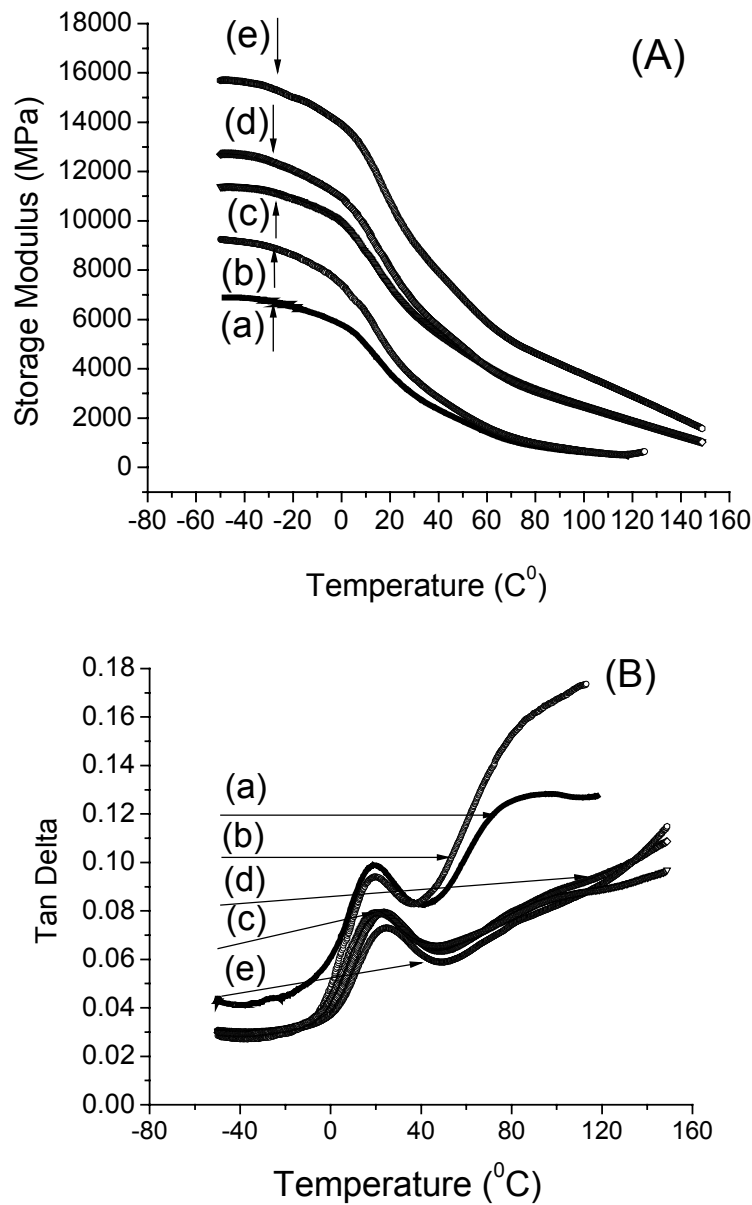 18000
16000
14000
12000
10000
8000
6000
4000
2000
0
Storage Modulus (MPa)
(A)
(e)
(d)
(c)
(b)
(a)
-80 -60 -40 -20 0 20 40 60 80 100 120 140 160
Temperature (C⁰)
0.18
0.16
0.14
0.12
0.10
0.08
0.06
0.04
0.02
0.00
Tan Delta
(B)
(a)
(b)
(d)
(c)
(e)
-80 -40 0 40 80 120 160
Temperature (⁰C)